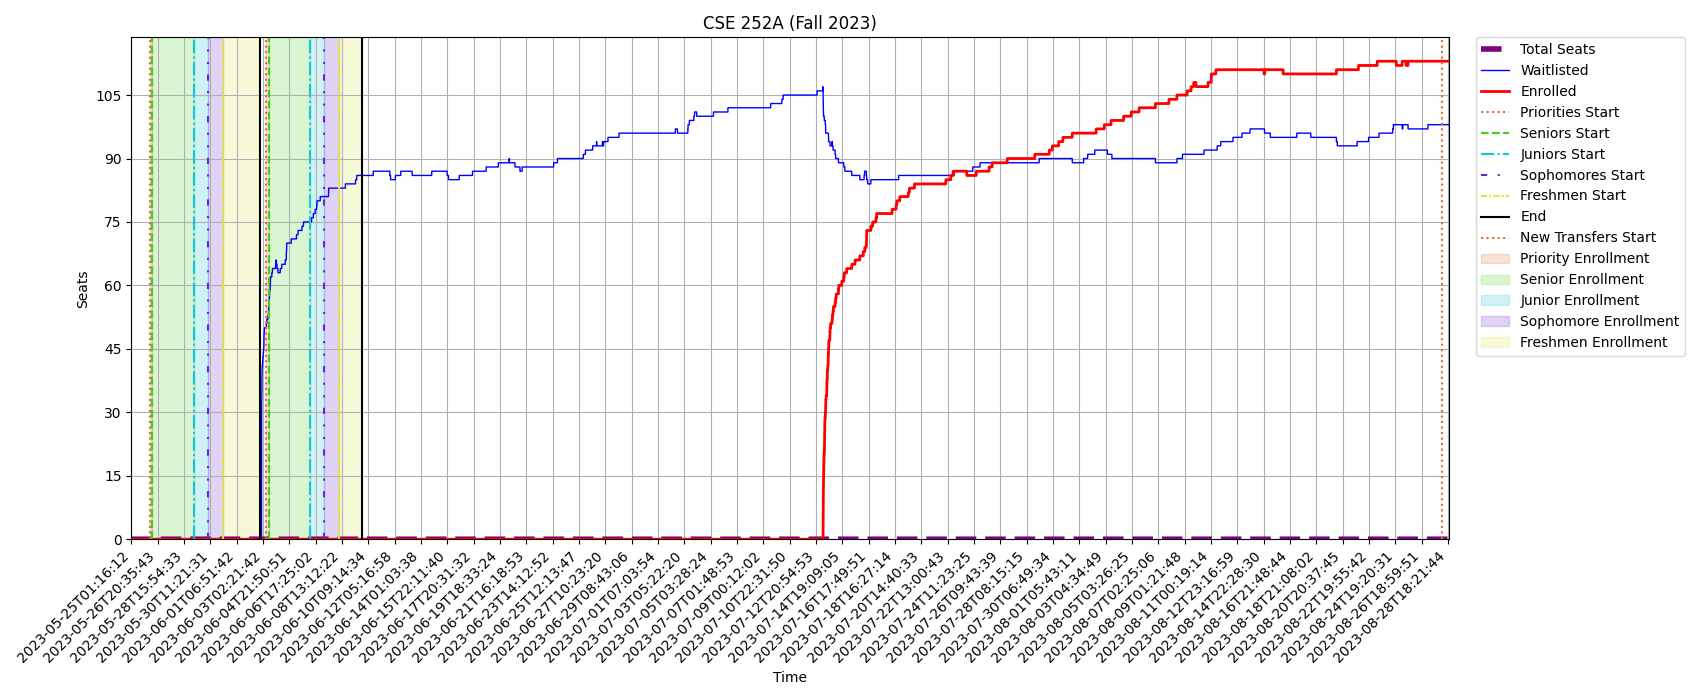 CSE 252A (Fall 2023)
Seats
105
90
75
60
45
30
15
0
2023-05-25T01:16:12
2023-05-26T20:35:43
2023-05-28T15:54:33
2023-05-30T11:21:31
2023-06-01T06:51:42
2023-06-03T02:21:42
2023-06-04T21:50:51
2023-06-06T17:25:02
2023-06-08T13:12:22
2023-06-10T09:14:34
2023-06-12T05:16:58
2023-06-14T01:03:38
2023-06-15T22:11:40
2023-06-17T20:31:32
2023-06-19T18:33:24
2023-06-21T16:18:53
2023-06-23T14:12:52
2023-06-25T12:13:47
2023-06-27T10:23:20
2023-06-29T08:43:06
2023-07-01T07:03:54
2023-07-03T05:22:20
2023-07-05T03:28:24
2023-07-07T01:48:53
2023-07-09T00:12:02
2023-07-10T22:31:50
2023-07-12T20:54:53
2023-07-14T19:09:05
2023-07-16T17:49:51
2023-07-18T16:27:14
2023-07-20T14:40:33
2023-07-22T13:00:43
2023-07-24T11:23:25
2023-07-26T09:43:39
2023-07-28T08:15:15
2023-07-30T06:49:34
2023-08-01T05:43:11
2023-08-03T04:34:49
2023-08-05T03:26:25
2023-08-07T02:25:06
2023-08-09T01:21:48
2023-08-11T00:19:14
2023-08-12T23:16:59
2023-08-14T22:28:30
2023-08-16T21:48:44
2023-08-18T21:08:02
2023-08-20T20:37:45
2023-08-22T19:55:42
2023-08-24T19:20:31
2023-08-26T18:59:51
2023-08-28T18:21:44
Time
Total Seats
Waitlisted
Enrolled
Priorities Start
Seniors Start
Juniors Start
Sophomores Start
Freshmen Start
End
New Transfers Start
Priority Enrollment
Senior Enrollment
Junior Enrollment
Sophomore Enrollment
Freshmen Enrollment